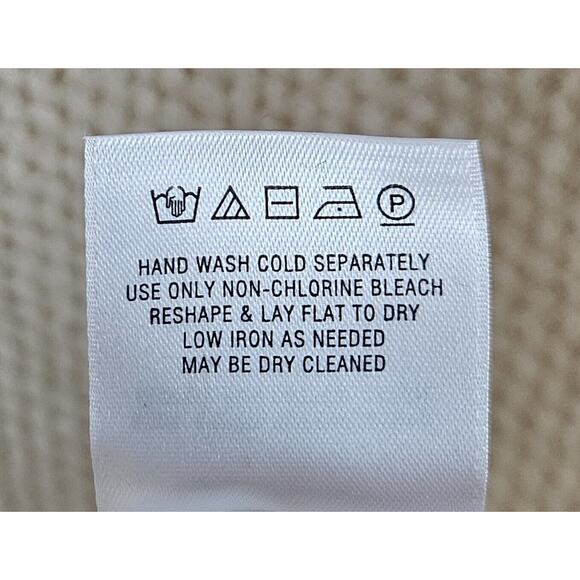 P
HAND WASH COLD SEPARATELY
USE ONLY NON-CHLORINE BLEACH
RESHAPE & LAY FLAT TO DRY
LOW IRON AS NEEDED
MAY BE DRY CLEANED